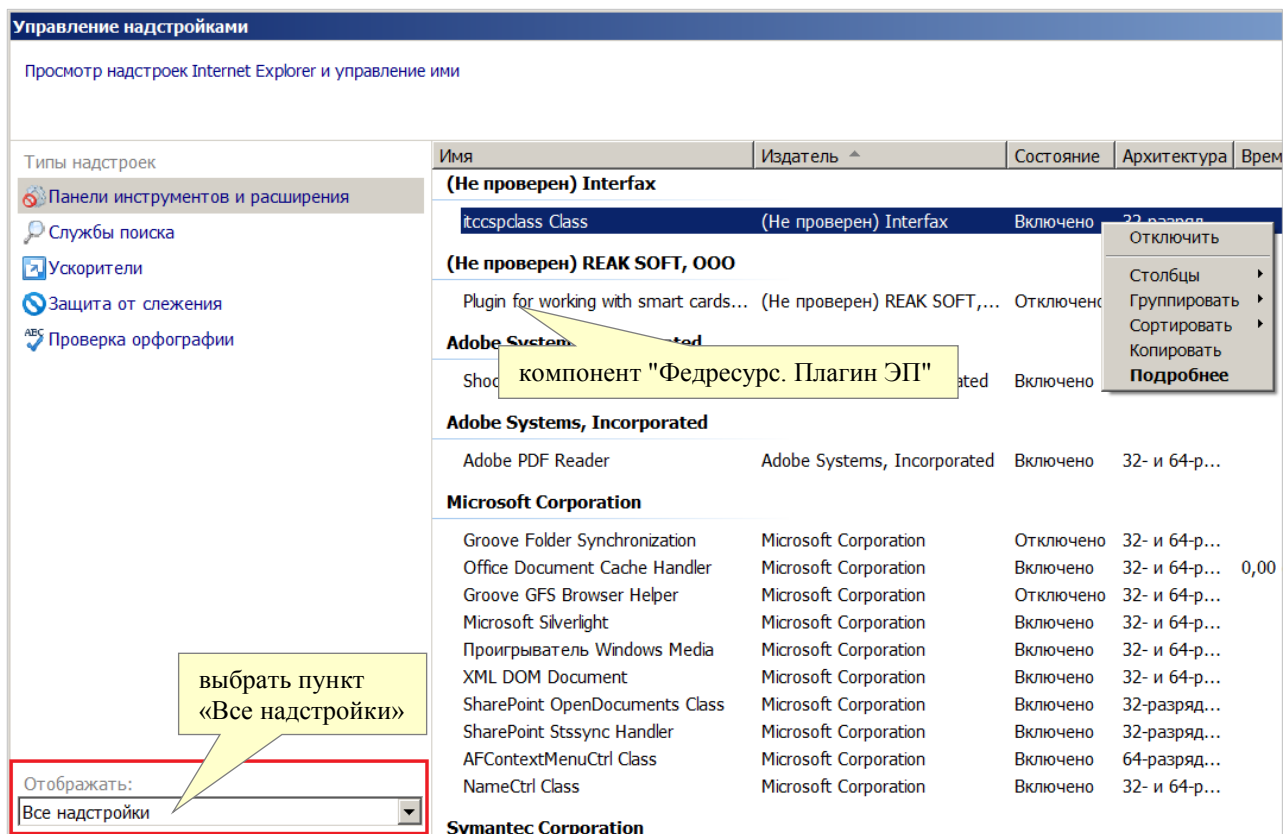 Управление надстройками
Просмотр надстроек Internet Explorer и управление ими
Типы надстроек
Панели инструментов и расширения
Службы поиска
Ускорители
Защита от слежения
Проверка орфографии
Отображать:
Все надстройки
выбрать пункт
«Все надстройки»
Имя Издатель Состояние Архитектура Врем
(Не проверен) Interfax
itccspclass Class (Не проверен) Interfax Включено 32-разряд...
(Не проверен) REAK SOFT, ООО
Plugin for working with smart cards... (Не проверен) REAK SOFT,... Отключено
Adobe Systems
компонент "Федресурс. Плагин ЭП"
Включено
Adobe Systems, Incorporated
Adobe PDF Reader Adobe Systems, Incorporated Включено 32- и 64-р...
Microsoft Corporation
Groove Folder Synchronization Microsoft Corporation Отключено 32- и 64-р...
Office Document Cache Handler Microsoft Corporation Включено 32- и 64-р... 0,00
Groove GFS Browser Helper Microsoft Corporation Отключено 32- и 64-р...
Microsoft Silverlight Microsoft Corporation Включено 32- и 64-р...
Проигрыватель Windows Media Microsoft Corporation Включено 32- и 64-р...
XML DOM Document Microsoft Corporation Включено 32- и 64-р...
SharePoint OpenDocuments Class Microsoft Corporation Включено 32-разряд...
SharePoint Stssync Handler Microsoft Corporation Включено 32-разряд...
AFContextMenuCtrl Class Microsoft Corporation Включено 64-разряд...
NameCtrl Class Microsoft Corporation Включено 32- и 64-р...
Symantec Corporation
Отключить
Столбцы
Группировать
Сортировать
Копировать
Подробнее